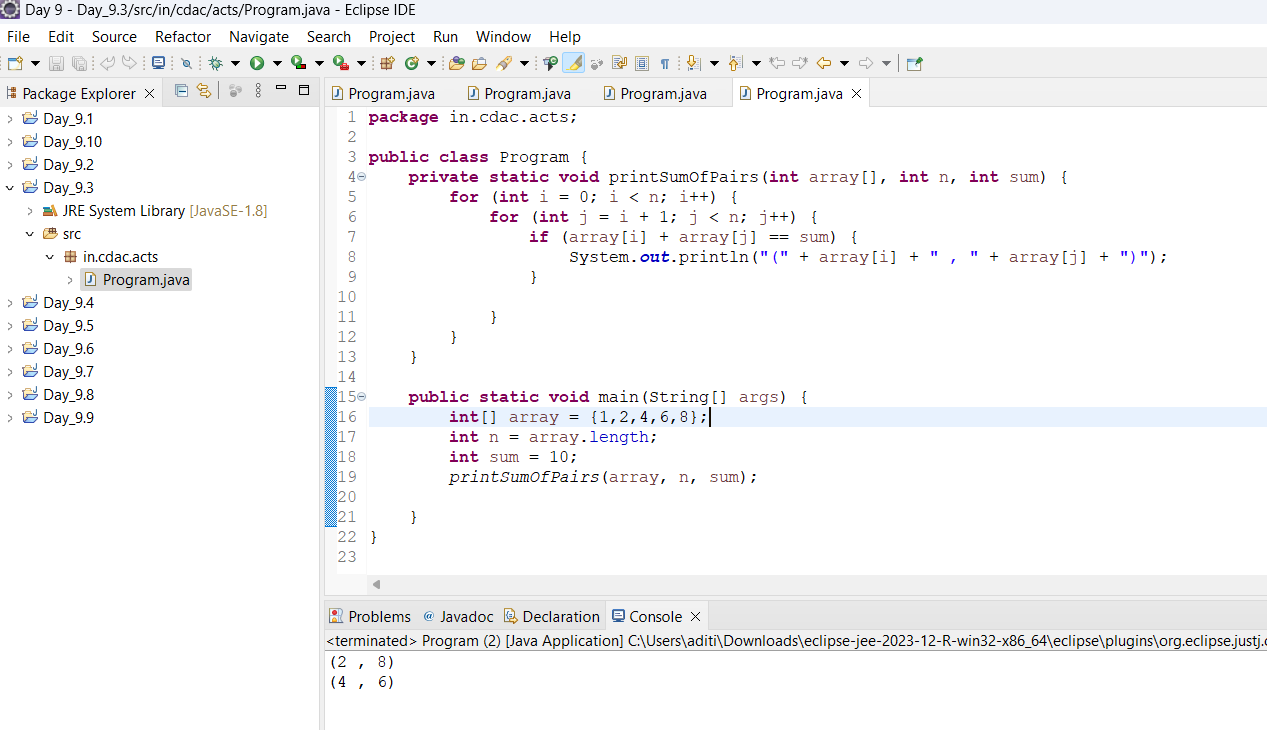 Day 9 - Day_9.3/src/in/cdac/acts/Program.java - Eclipse IDE
File Edit Source Refactor Navigate Search Project Run Window Help
Package Explorer
Day_9.1
Day_9.10
Day_9.2
Day_9.3
JRE System Library [JavaSE-1.8]
src
in.cdac.acts
Program.java
Day_9.4
Day_9.5
Day_9.6
Day_9.7
Day_9.8
Day_9.9
Program.java Program.java Program.java Program.java
1 package in.cdac.acts;
2
3 public class Program {
4 private static void printSumOfPairs(int array[], int n, int sum) {
5 for (int i = 0; i < n; i++) {
6 for (int j = i + 1; j < n; j++) {
7 if (array[i] + array[j] == sum) {
8 System.out.println("(" + array[i] + " , " + array[j] + ")");
9 }
10
11 }
12 }
13 }
14
15 public static void main(String[] args) {
16 int[] array = {1,2,4,6,8};
17 int n = array.length;
18 int sum = 10;
19 printSumOfPairs(array, n, sum);
20
21 }
22 }
23
Problems Javadoc Declaration Console
<terminated> Program (2) [Java Application] C:\Users\aditi\Downloads\eclipse-jee-2023-12-R-win32-x86_64\eclipse\plugins\org.eclipse.justj.
(2 , 8)
(4 , 6)